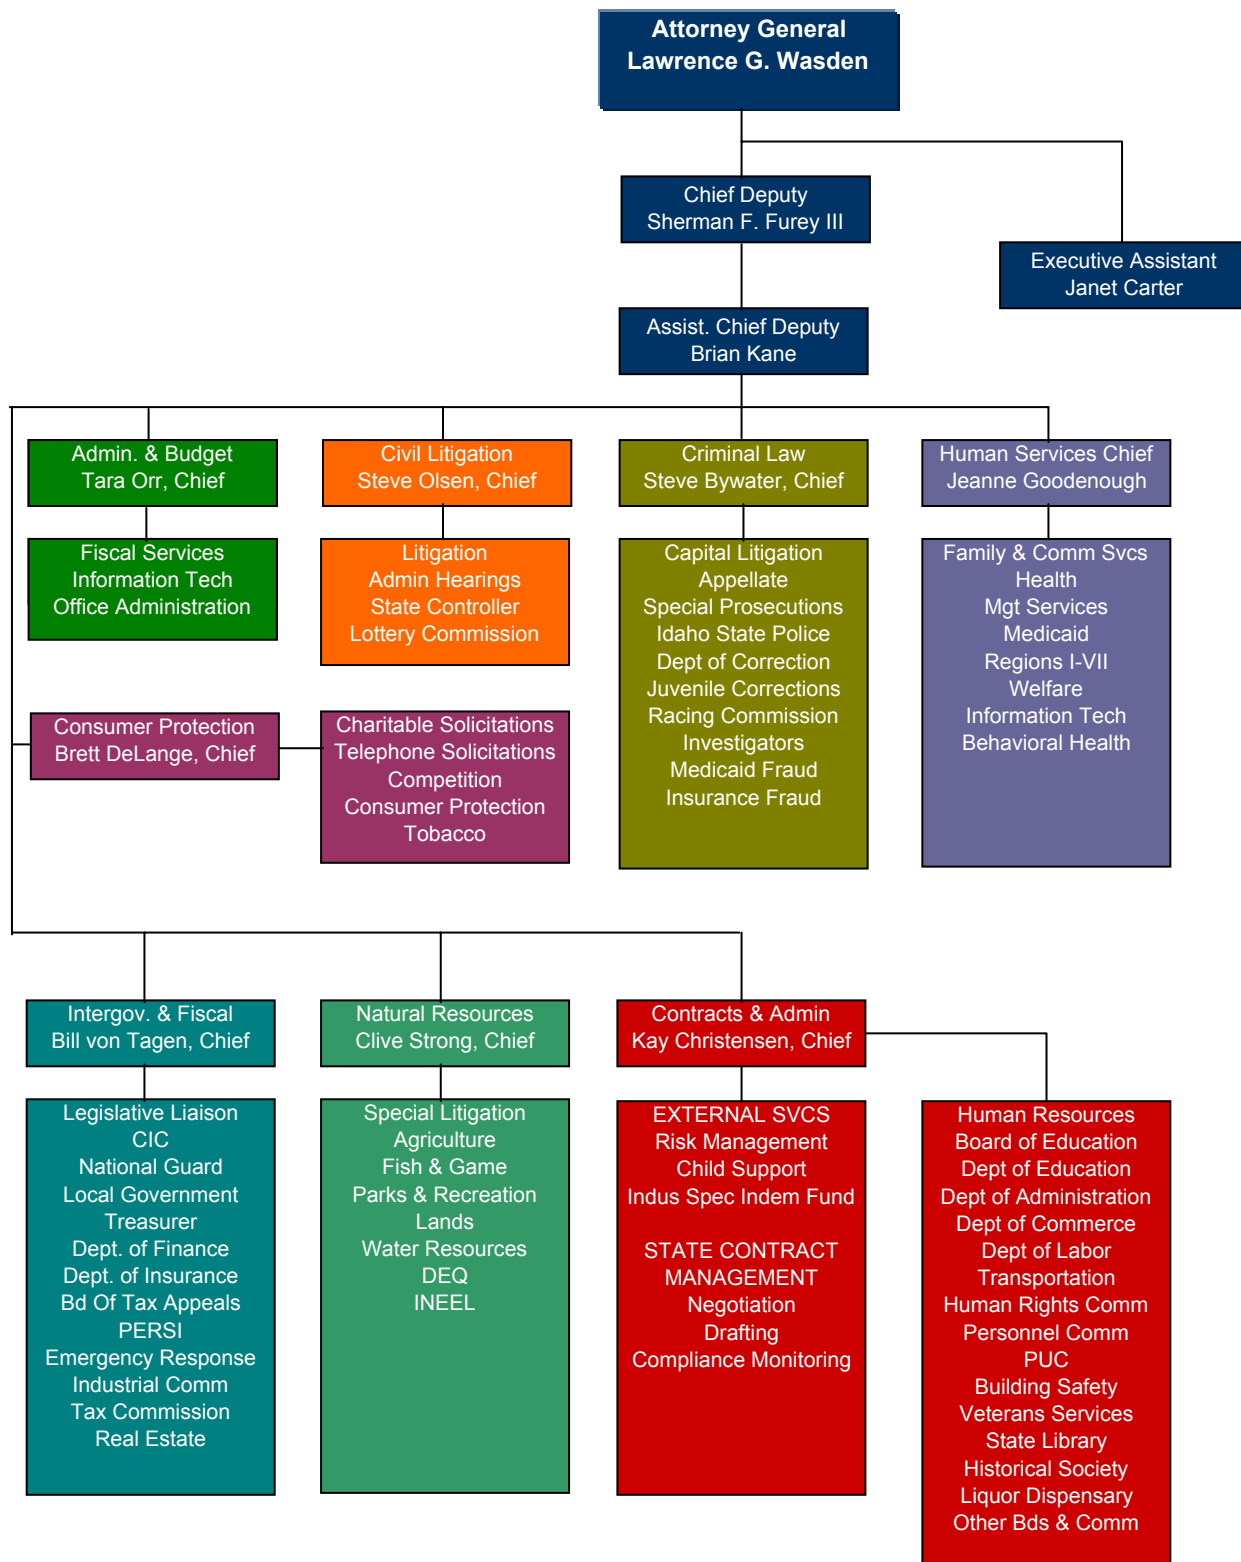 Attorney General
Lawrence G. Wasden
Chief Deputy
Sherman F. Furey III
Executive Assistant
Janet Carter
Assist. Chief Deputy
Brian Kane
Admin. & Budget
Tara Orr, Chief
Civil Litigation
Steve Olsen, Chief
Criminal Law
Steve Bywater, Chief
Human Services Chief
Jeanne Goodenough
Fiscal Services
Information Tech
Office Administration
Litigation
Admin Hearings
State Controller
Lottery Commission
Capital Litigation
Appellate
Special Prosecutions
Idaho State Police
Dept of Correction
Juvenile Corrections
Racing Commission
Investigators
Medicaid Fraud
Insurance Fraud
Family & Comm Svcs
Health
Mgt Services
Medicaid
Regions I-VII
Welfare
Information Tech
Behavioral Health
Consumer Protection
Brett DeLange, Chief
Charitable Solicitations
Telephone Solicitations
Competition
Consumer Protection
Tobacco
Intergov. & Fiscal
Bill von Tagen, Chief
Natural Resources
Clive Strong, Chief
Contracts & Admin
Kay Christensen, Chief
Legislative Liaison
CIC
National Guard
Local Government
Treasurer
Dept. of Finance
Dept. of Insurance
Bd Of Tax Appeals
PERSI
Emergency Response
Industrial Comm
Tax Commission
Real Estate
Special Litigation
Agriculture
Fish & Game
Parks & Recreation
Lands
Water Resources
DEQ
INEEL
EXTERNAL SVCS
Risk Management
Child Support
Indus Spec Indem Fund
STATE CONTRACT
MANAGEMENT
Negotiation
Drafting
Compliance Monitoring
Human Resources
Board of Education
Dept of Education
Dept of Administration
Dept of Commerce
Dept of Labor
Transportation
Human Rights Comm
Personnel Comm
PUC
Building Safety
Veterans Services
State Library
Historical Society
Liquor Dispensary
Other Bds & Comm